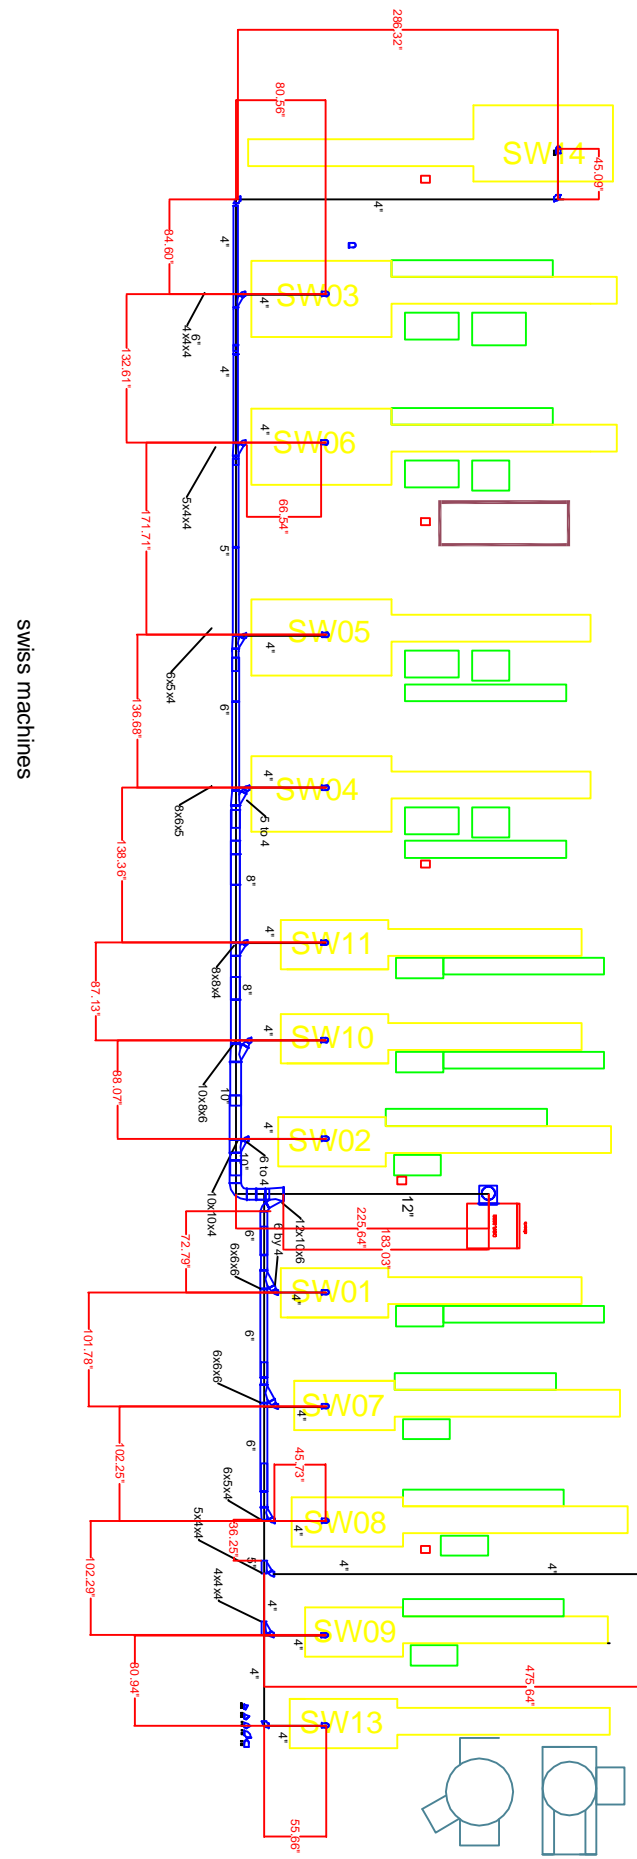 286.32"
80.56"
SW14
45.09"
4"
84.60"
4"
SW03
4"
6"
4x4x4
132.61"
4"
SW06
4"
66.54"
5x4x4
171.71"
5"
SW05
4"
6x5x4
136.68"
6"
SW04
4"
8x6x5
5 to 4
138.36"
8"
SW11
4"
8x8x4
87.13"
8"
SW10
4"
10x8x6
88.07"
10"
SW02
4"
10"
6 to 4
10x10x4
12"
225.64"
183.03"
12x10x6
6 by 4
6"
6x6x6
72.79"
SW01
4"
101.78"
6"
6x6x6
SW07
4"
102.25"
6"
45.73"
6x5x4
SW08
4"
36.25"
5x4x4
5"
4"
4"
102.29"
4x4x4
4"
SW09
4"
80.94"
4"
475.64"
SW13
4"
55.66"
swiss machines